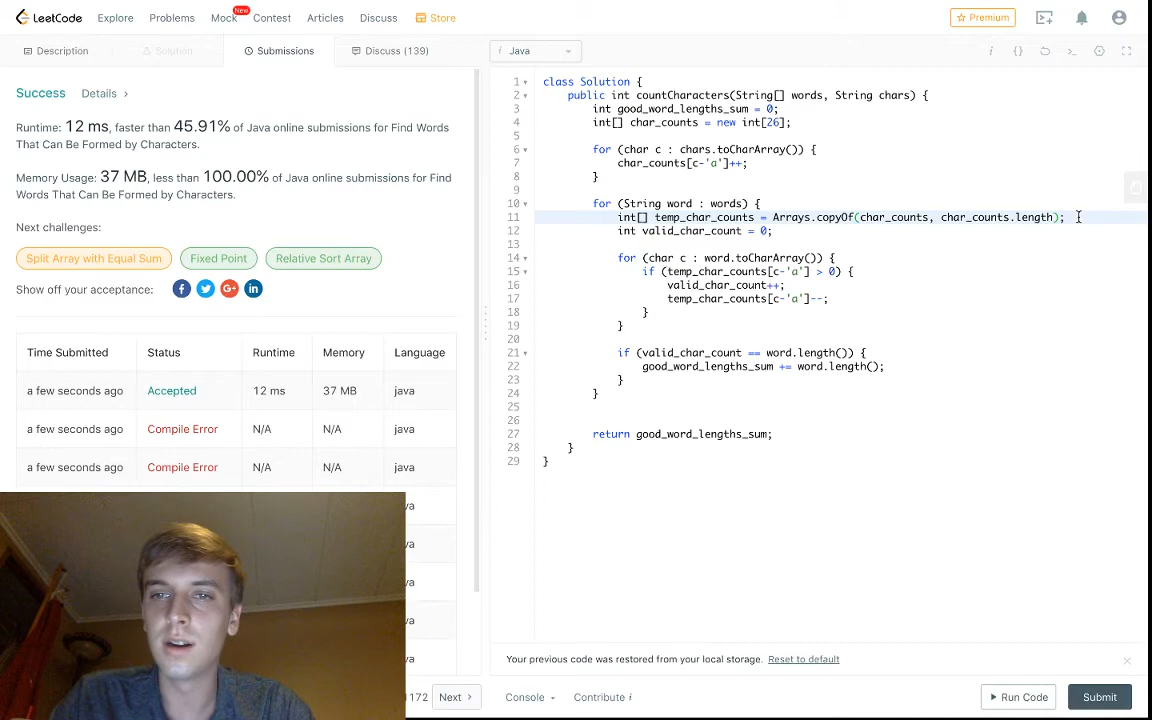 LeetCode Explore Problems Mock New Contest Articles Discuss Store Premium
Description Solution Submissions Discuss (139) i Java
Success Details >
Runtime: 12 ms, faster than 45.91% of Java online submissions for Find Words
That Can Be Formed by Characters.
Memory Usage: 37 MB, less than 100.00% of Java online submissions for Find
Words That Can Be Formed by Characters.
Next challenges:
Split Array with Equal Sum Fixed Point Relative Sort Array
Show off your acceptance:
Time Submitted Status Runtime Memory Language
a few seconds ago Accepted 12 ms 37 MB java
a few seconds ago Compile Error N/A N/A java
a few seconds ago Compile Error N/A N/A java
va
ava
va
ava
va
172 Next >
1 class Solution {
2 public int countCharacters(String[] words, String chars) {
3 int good_word_lengths_sum = 0;
4 int[] char_counts = new int[26];
5
6 for (char c : chars.toCharArray()) {
7 char_counts[c-'a']++;
8 }
9
10 for (String word : words) {
11 int[] temp_char_counts = Arrays.copyOf(char_counts, char_counts.length);
12 int valid_char_count = 0;
13
14 for (char c : word.toCharArray()) {
15 if (temp_char_counts[c-'a'] > 0) {
16 valid_char_count++;
17 temp_char_counts[c-'a']--;
18 }
19 }
20
21 if (valid_char_count == word.length()) {
22 good_word_lengths_sum += word.length();
23 }
24 }
25
26
27 return good_word_lengths_sum;
28 }
29 }
Your previous code was restored from your local storage. Reset to default
Console Contribute i Run Code Submit